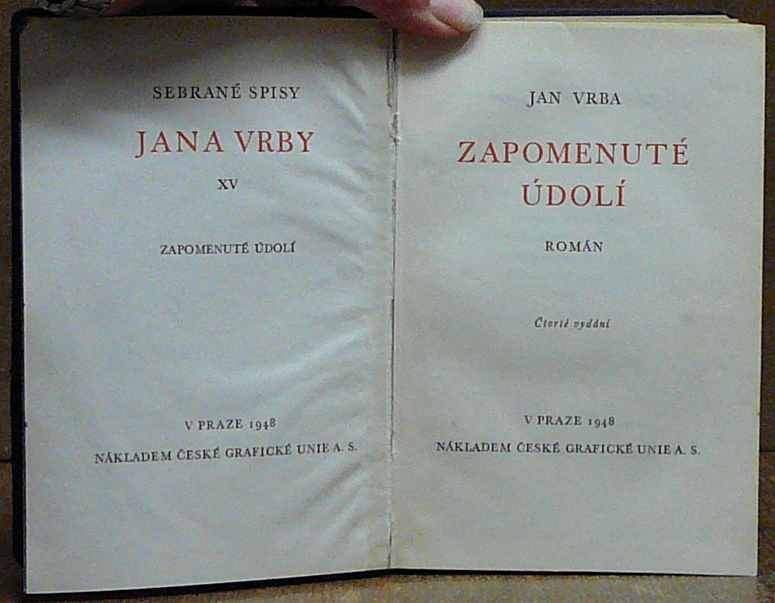 SEBRANÉ SPISY
JANA VRBY
XV
ZAPOMENUTÉ ÚDOLÍ
V PRAZE 1948
NÁKLADEM ČESKÉ GRAFICKÉ UNIE A. S.
JAN VRBA
ZAPOMENUTÉ
ÚDOLÍ
ROMÁN
Čtvrté vydání
V PRAZE 1948
NÁKLADEM ČESKÉ GRAFICKÉ UNIE A. S.